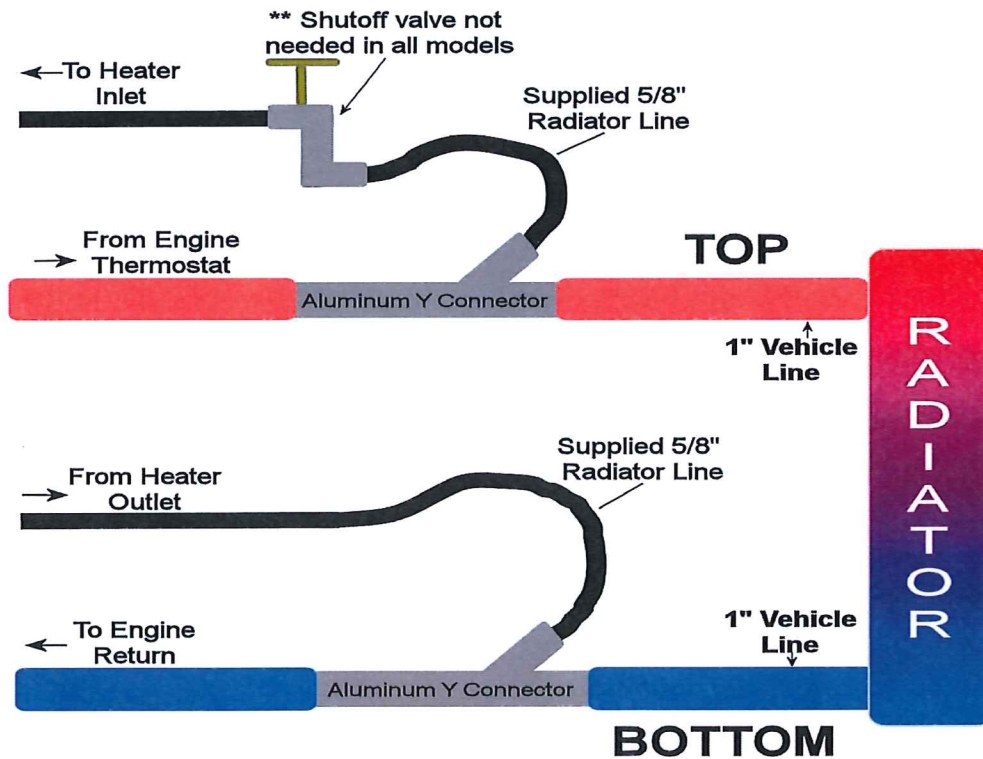 ** Shutoff valve not
needed in all models
To Heater
Inlet
Supplied 5/8"
Radiator Line
From Engine
Thermostat
TOP
Aluminum Y Connector
1" Vehicle
Line
RADIATOR
From Heater
Outlet
Supplied 5/8"
Radiator Line
To Engine
Return
1" Vehicle
Line
Aluminum Y Connector
BOTTOM